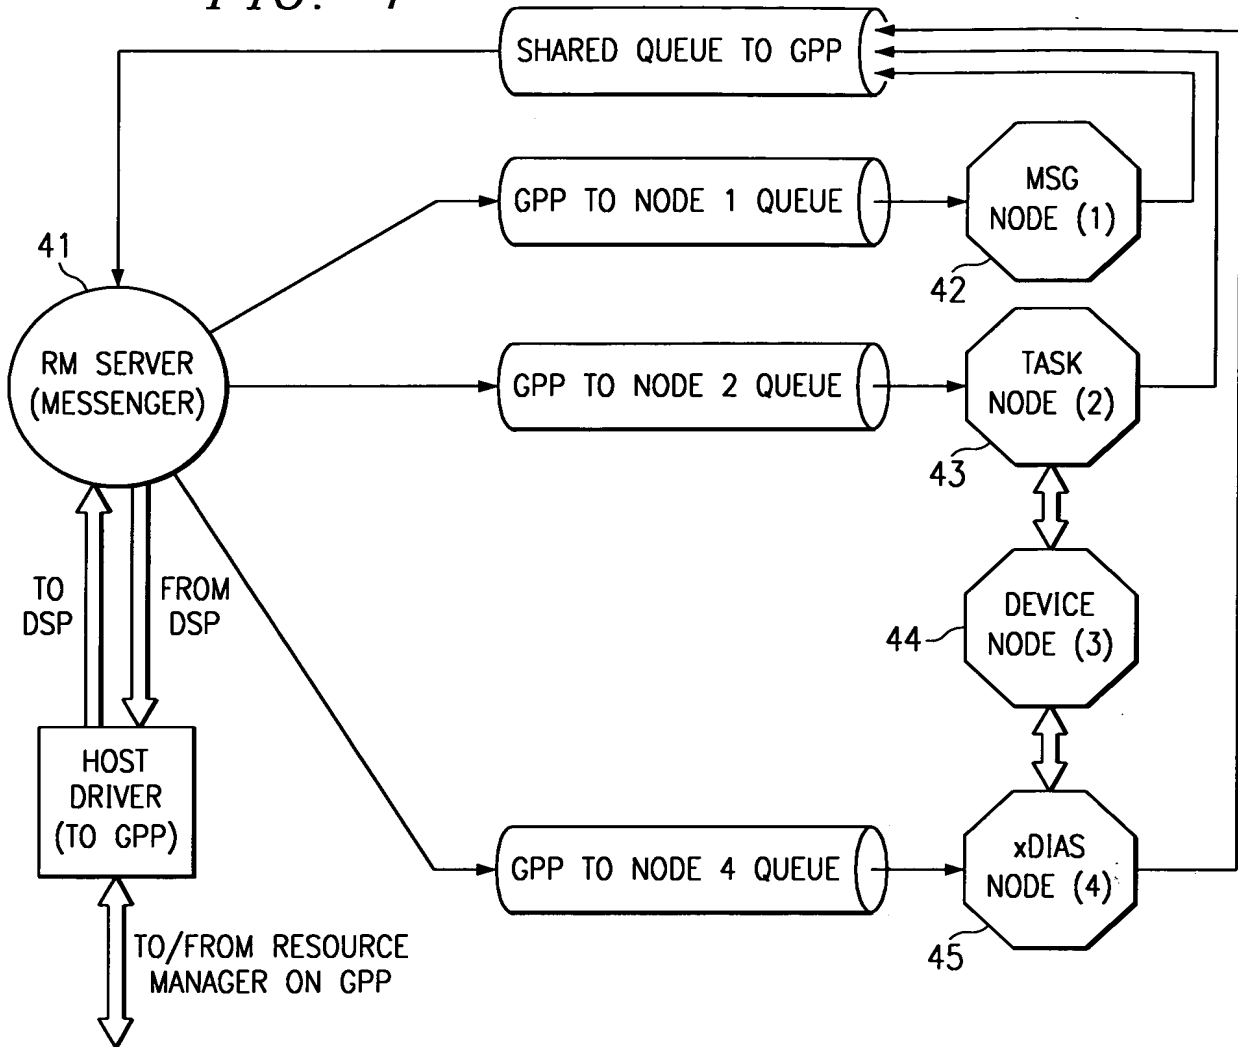 SHARED QUEUE TO GPP
GPP TO NODE 1 QUEUE
MSG
NODE (1)
41
42
RM SERVER
(MESSENGER)
GPP TO NODE 2 QUEUE
TASK
NODE (2)
43
TO
DSP
FROM
DSP
DEVICE
NODE (3)
44
HOST
DRIVER
(TO GPP)
GPP TO NODE 4 QUEUE
xDIAS
NODE (4)
45
TO/FROM RESOURCE
MANAGER ON GPP